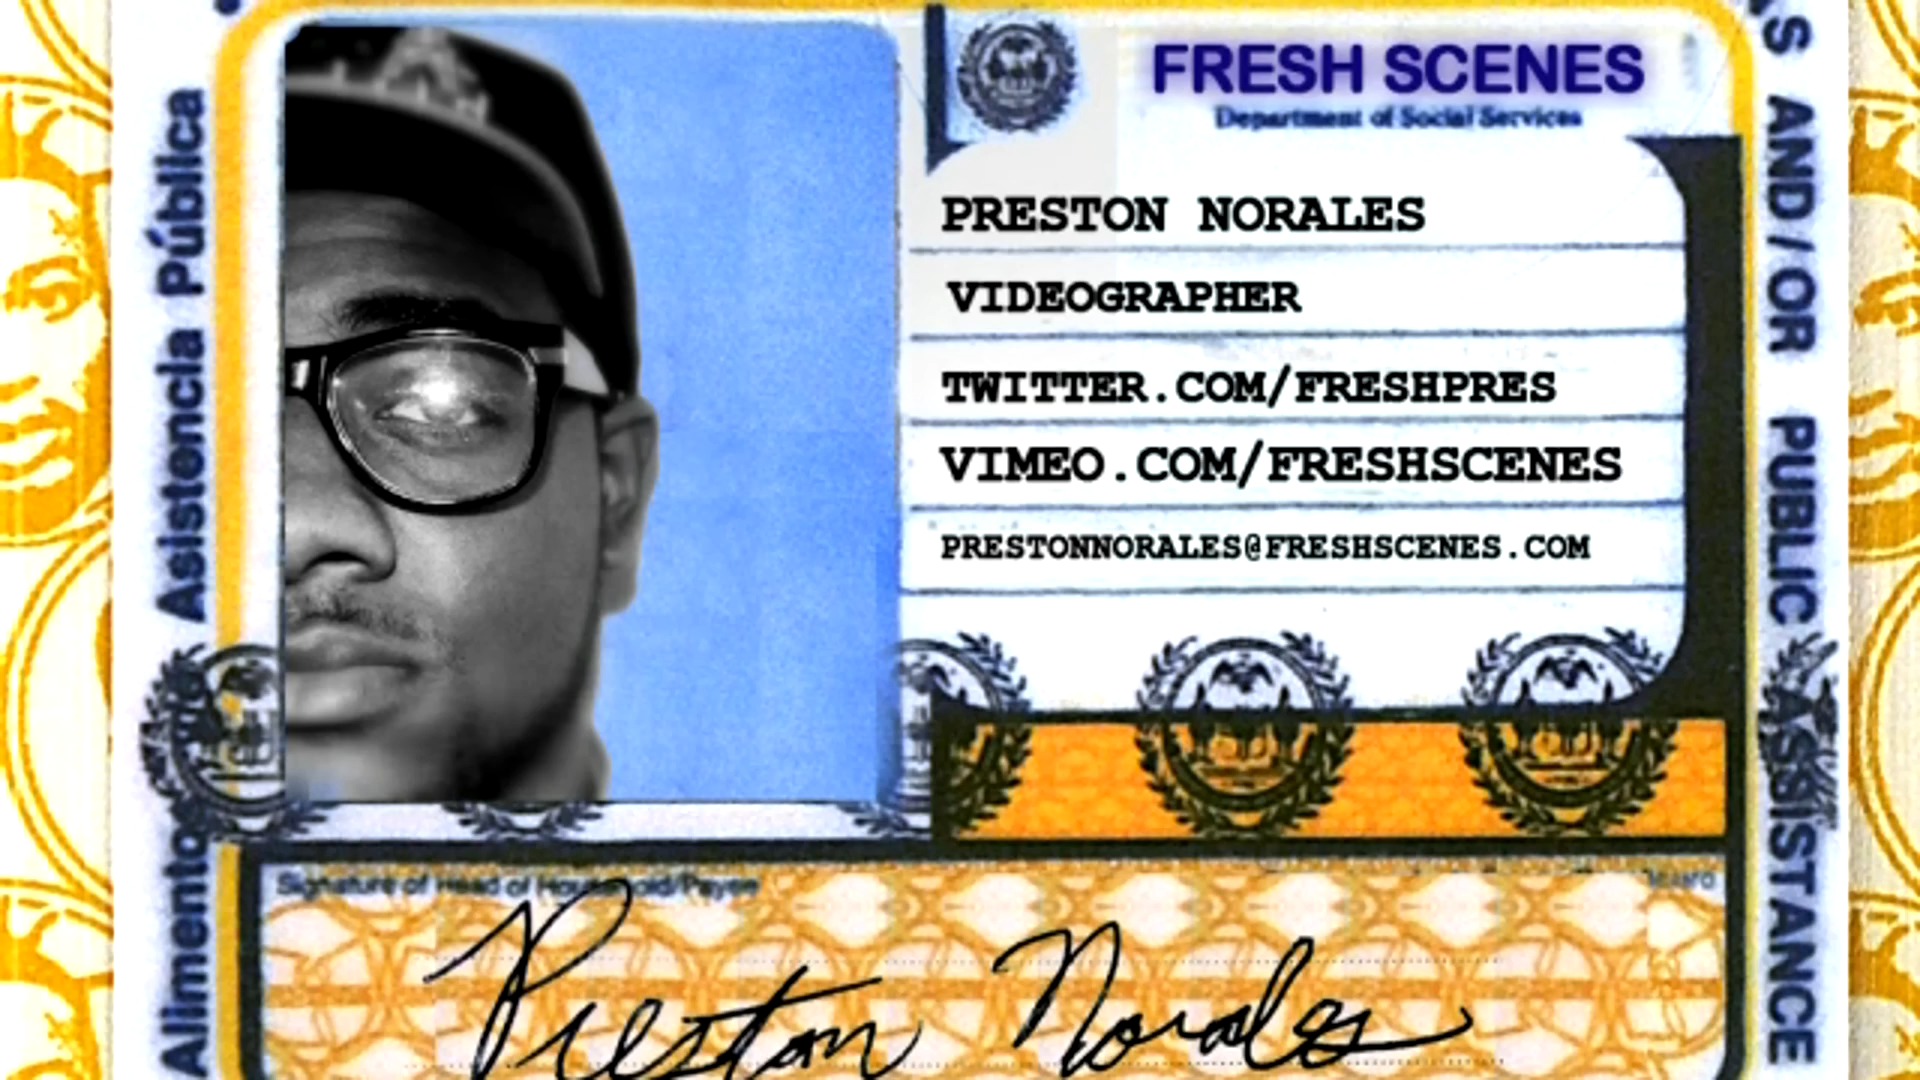 FRESH SCENES
Department of Social Services
PRESTON NORALES
VIDEOGRAPHER
TWITTER.COM/FRESHPRES
VIMEO.COM/FRESHSCENES
PRESTONNORALES@FRESHSCENES.COM
Signature of Head of Household/Payee
Preston Norales
Alimentos Asistencia Pública
S AND/OR PUBLIC ASSISTANCE